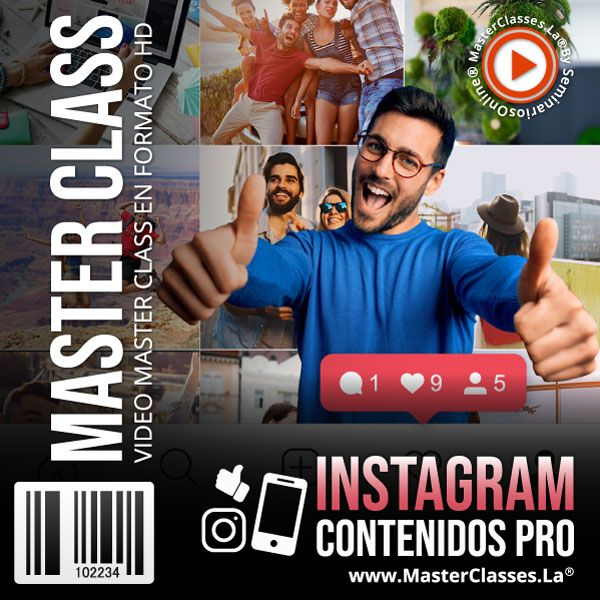 MASTER CLASS
VIDEO MASTER CLASS EN FORMATO HD
MasterClasses.La® By SeminariosOnline®
1 9 5
102234
INSTAGRAM
CONTENIDOS PRO
www.MasterClasses.La®